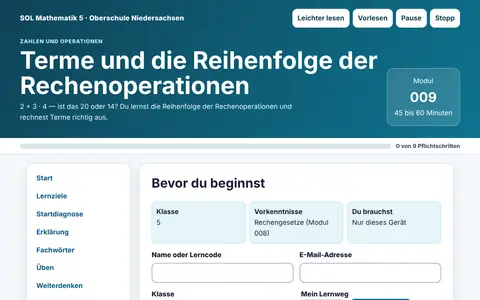 SOL Mathematik 5 · Oberschule Niedersachsen
Leichter lesen
Vorlesen
Pause
Stopp
ZAHLEN UND OPERATIONEN
Terme und die Reihenfolge der
Rechenoperationen
2 + 3 · 4 — ist das 20 oder 14? Du lernst die Reihenfolge der Rechenoperationen und
rechnest Terme richtig aus.
Modul
009
45 bis 60 Minuten
0 von 9 Pflichtschritten
Start
Lernziele
Startdiagnose
Erklärung
Fachwörter
Üben
Weiterdenken
Bevor du beginnst
Klasse
5
Vorkenntnisse
Rechengesetze (Modul
008)
Du brauchst
Nur dieses Gerät
Name oder Lerncode
E-Mail-Adresse
Klasse
Mein Lernweg